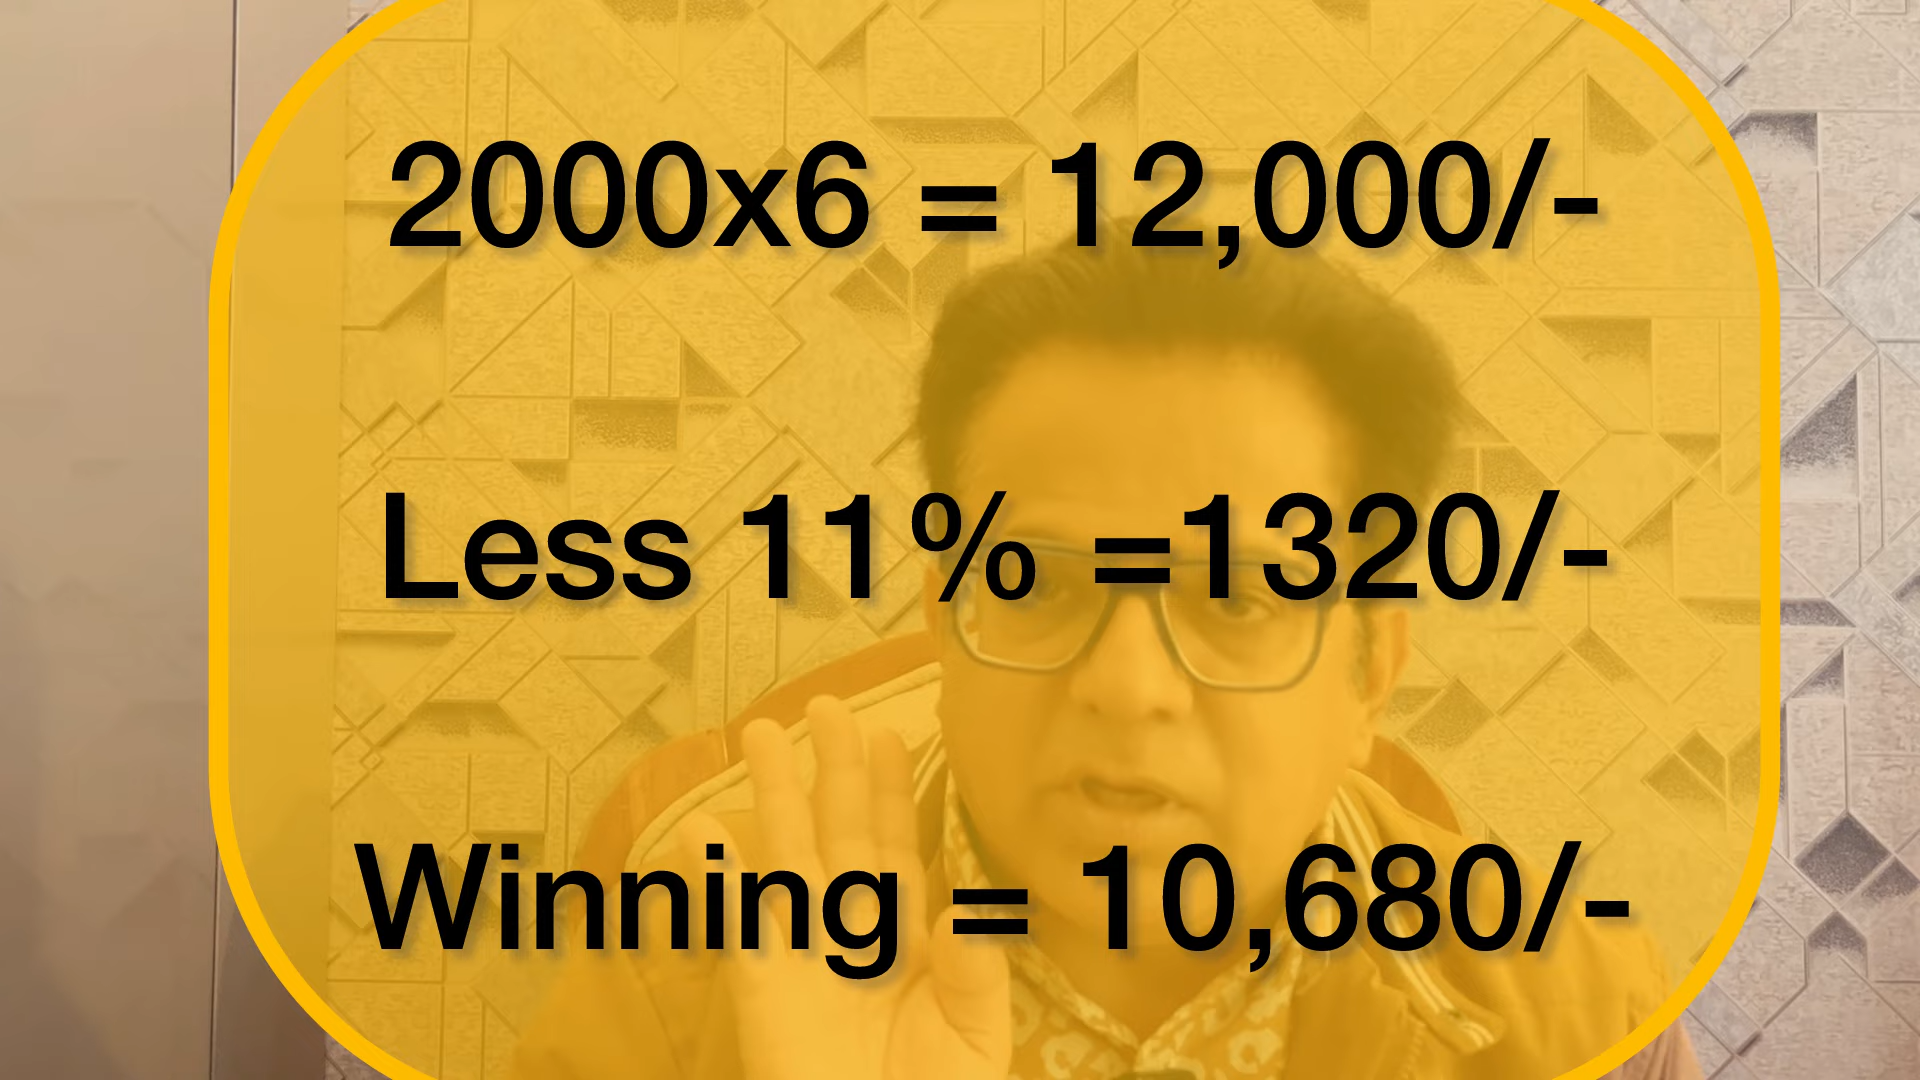 2000x6 = 12,000/-
Less 11% =1320/-
Winning = 10,680/-